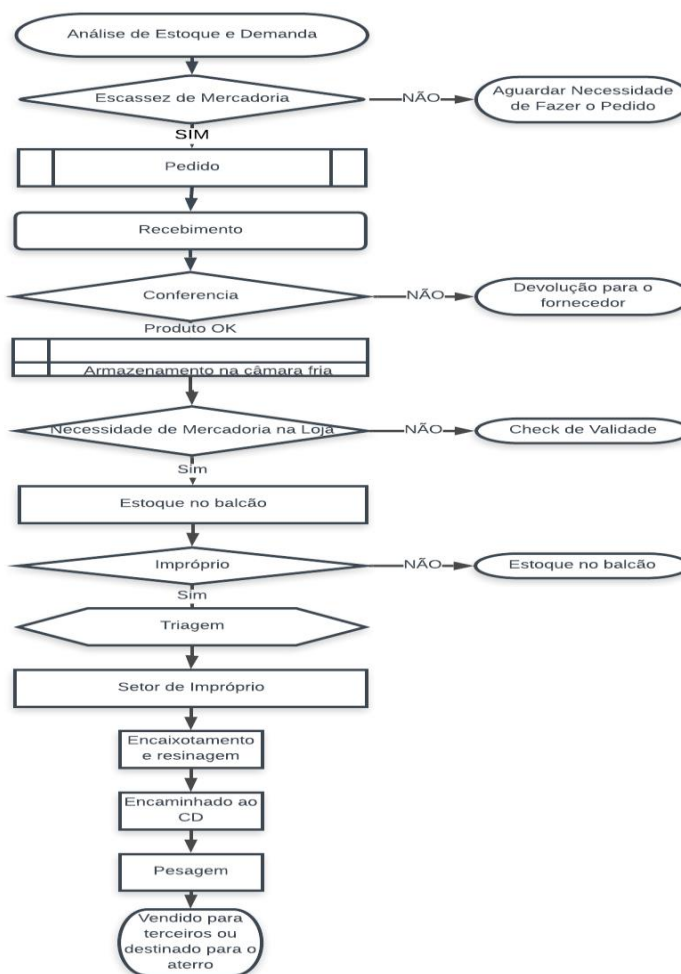 Análise de Estoque e Demanda
Escassez de Mercadoria
NÃO
Aguardar Necessidade
de Fazer o Pedido
SIM
Pedido
Recebimento
Conferencia
NÃO
Devolução para o
fornecedor
Produto OK
Armazenamento na câmara fria
Necessidade de Mercadoria na Loja
NÃO
Check de Validade
Sim
Estoque no balcão
Impróprio
NÃO
Estoque no balcão
Sim
Triagem
Setor de Impróprio
Encaixotamento
e resinagem
Encaminhado ao
CD
Pesagem
Vendido para
terceiros ou
destinado para o
aterro